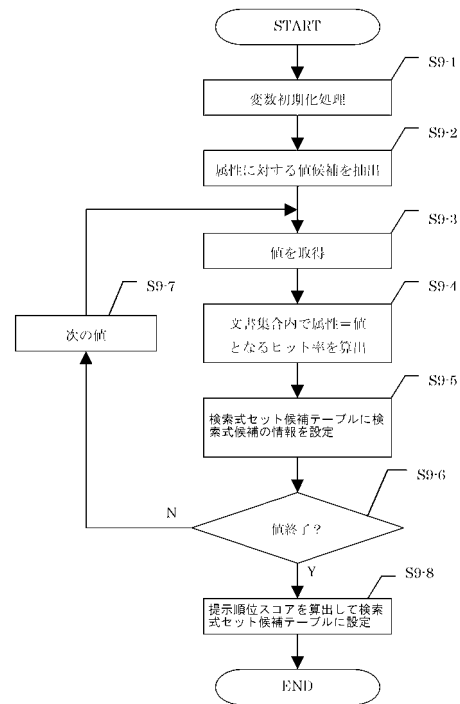 START
S9-1
変数初期化処理
S9-2
属性に対する値候補を抽出
S9-3
値を取得
S9-7
次の値
S9-4
文書集合内で属性＝値
となるヒット率を算出
S9-5
検索式セット候補テーブルに検
索式候補の情報を設定
S9-6
値終了？
N
Y
S9-8
提示順位スコアを算出して検索
式セット候補テーブルに設定
END